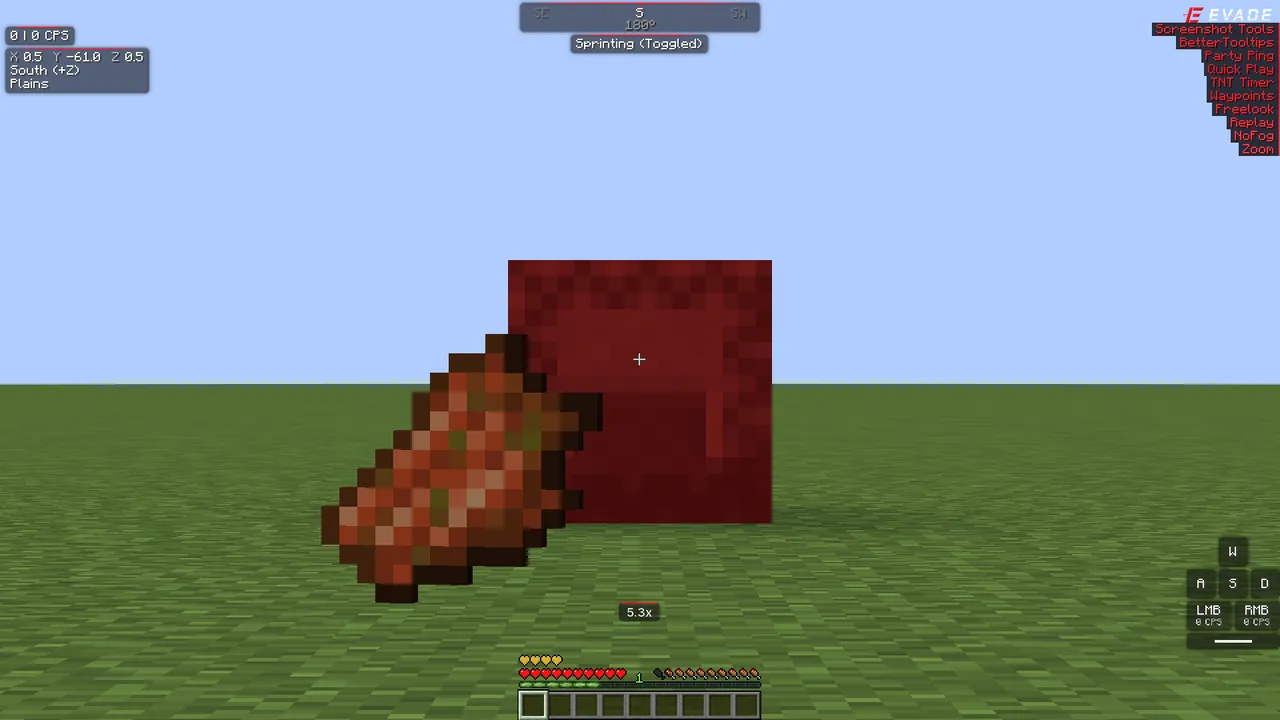 0 | 0 CPS
X 0.5 Y -61.0 Z 0.5
South (+Z)
Plains
SE S SW
180°
Sprinting (Toggled)
EVADE
Screenshot Tools
BetterTooltips
Party Ping
Quick Play
TNT Timer
Waypoints
Freelook
Replay
NoFog
Zoom
W
A S D
LMB RMB
0 CPS 0 CPS
5.3x
1